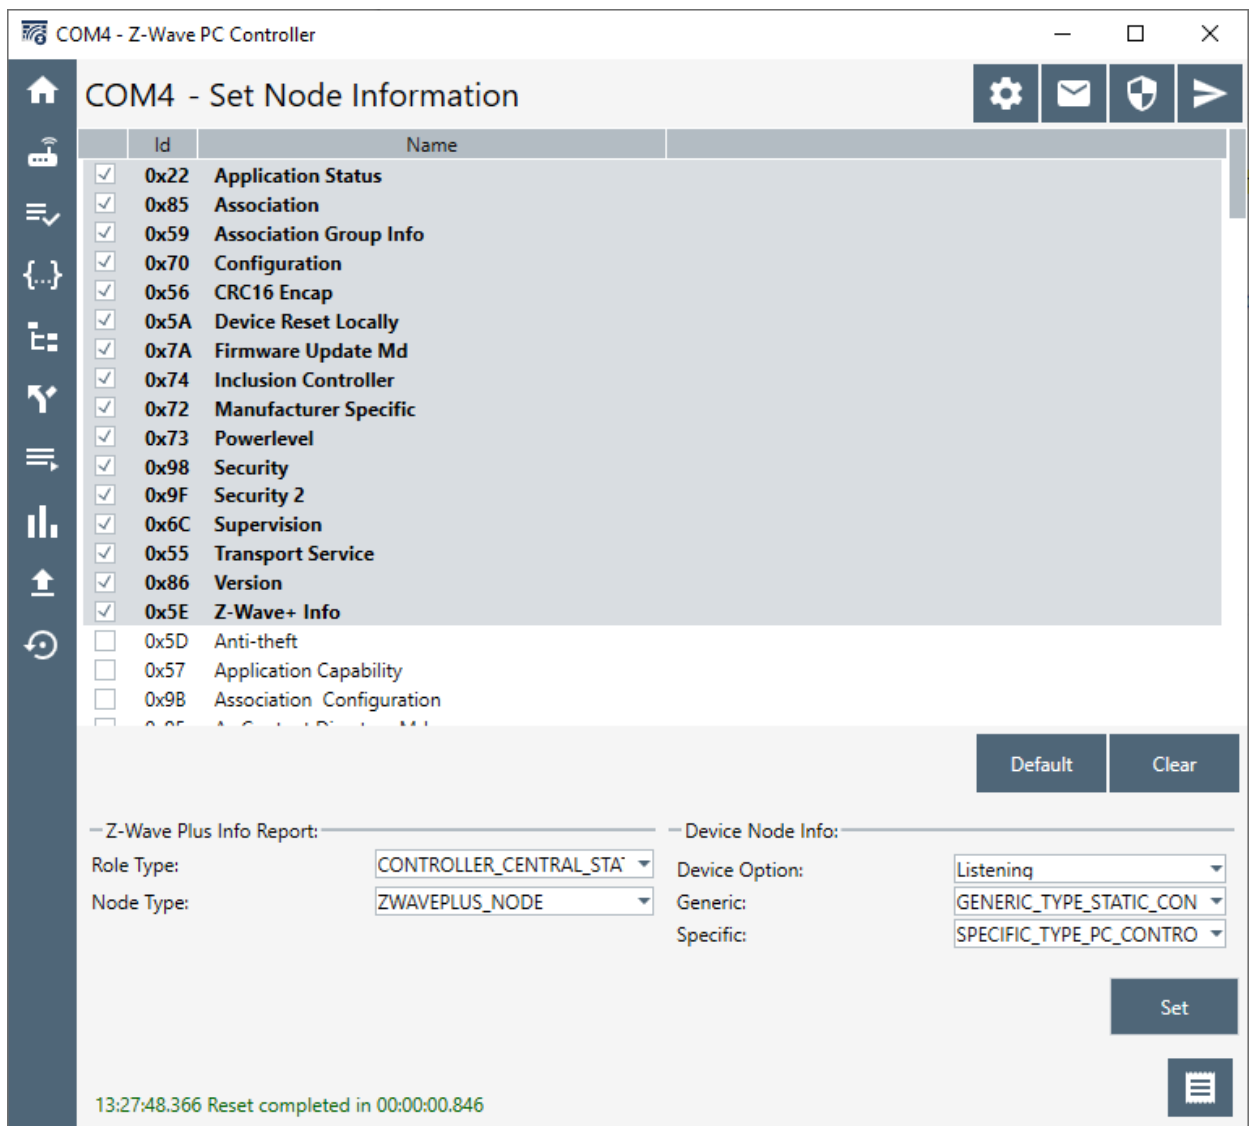 COM4 - Z-Wave PC Controller
COM4 - Set Node Information
Id Name
0x22 Application Status
0x85 Association
0x59 Association Group Info
0x70 Configuration
0x56 CRC16 Encap
0x5A Device Reset Locally
0x7A Firmware Update Md
0x74 Inclusion Controller
0x72 Manufacturer Specific
0x73 Powerlevel
0x98 Security
0x9F Security 2
0x6C Supervision
0x55 Transport Service
0x86 Version
0x5E Z-Wave+ Info
0x5D Anti-theft
0x57 Application Capability
0x9B Association Configuration
Default Clear
Z-Wave Plus Info Report: Device Node Info:
Role Type: CONTROLLER_CENTRAL_STA Device Option: Listening
Node Type: ZWAVEPLUS_NODE Generic: GENERIC_TYPE_STATIC_CON
Specific: SPECIFIC_TYPE_PC_CONTRO
Set
13:27:48.366 Reset completed in 00:00:00.846